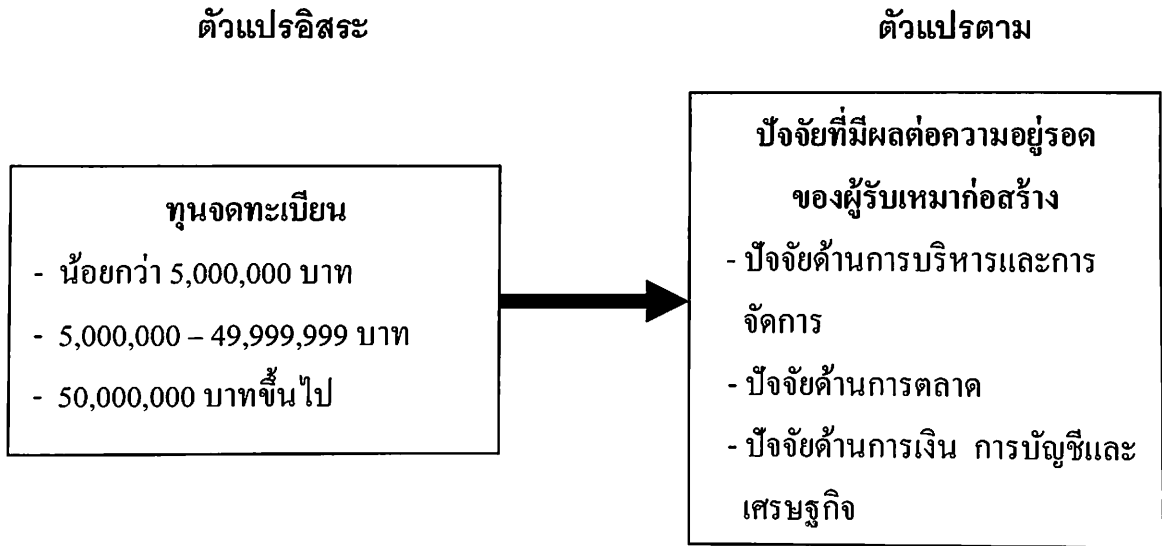 ตัวแปรอิสระ
ตัวแปรตาม
ทุนจดทะเบียน
- น้อยกว่า 5,000,000 บาท
- 5,000,000 – 49,999,999 บาท
- 50,000,000 บาทขึ้นไป
ปัจจัยที่มีผลต่อความอยู่รอด
ของผู้รับเหมาก่อสร้าง
- ปัจจัยด้านการบริหารและการ
จัดการ
- ปัจจัยด้านการตลาด
- ปัจจัยด้านการเงิน การบัญชีและ
เศรษฐกิจ